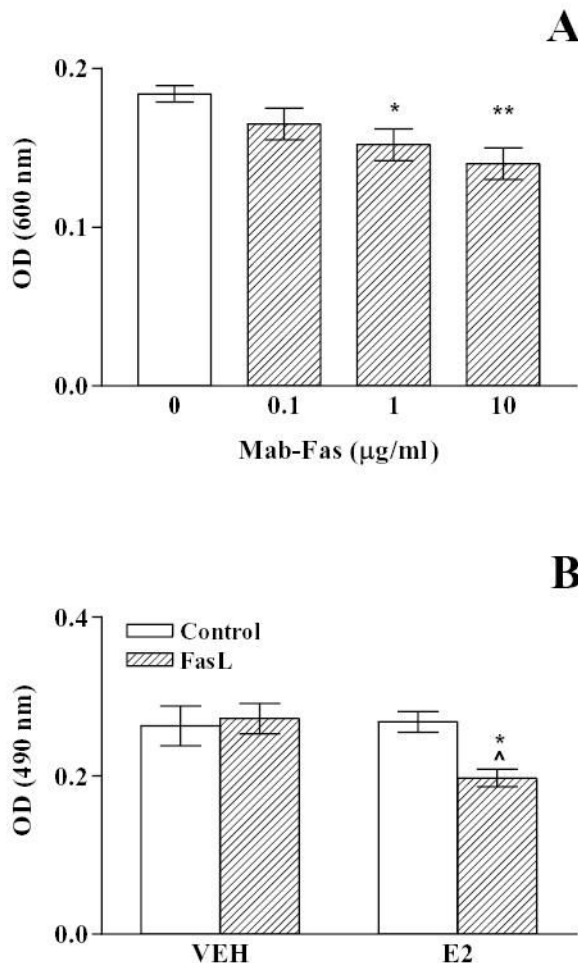 A
0.2
*
**
0.1
OD (600 nm)
0.0
0 0.1 1 10
Mab-Fas (µg/ml)
B
0.4
Control
FasL
OD (490 nm)
*
^
0.2
0.0
VEH E2